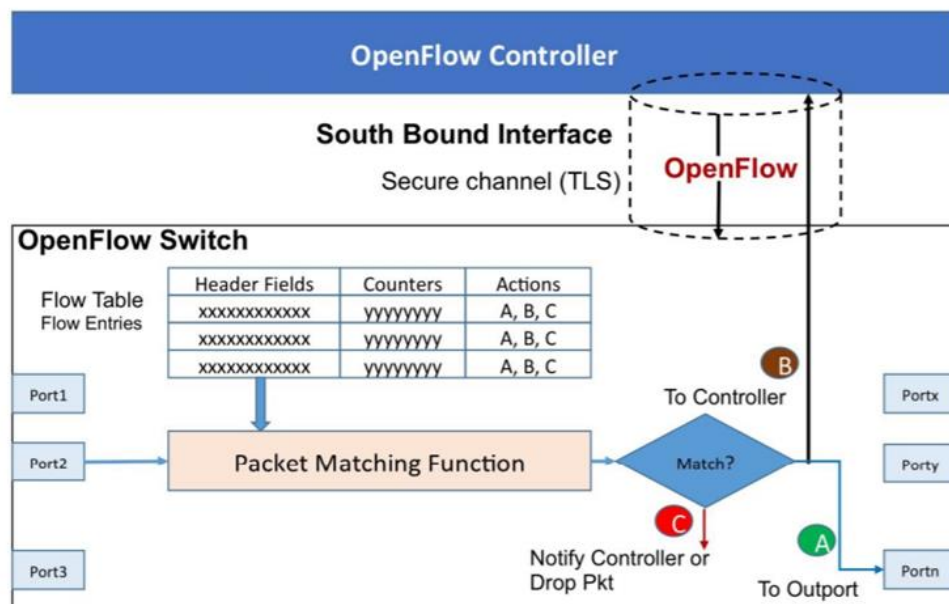 OpenFlow Controller
South Bound Interface
Secure channel (TLS)
OpenFlow
OpenFlow Switch
Flow Table
Flow Entries
Header Fields Counters Actions
xxxxxxxxxxxx yyyyyyyy A, B, C
xxxxxxxxxxxx yyyyyyyy A, B, C
xxxxxxxxxxxx yyyyyyyy A, B, C
B
Port1
To Controller
Portx
Port2
Packet Matching Function
Match?
Porty
C
A
Notify Controller or
Drop Pkt
Port3
To Outport
Portn